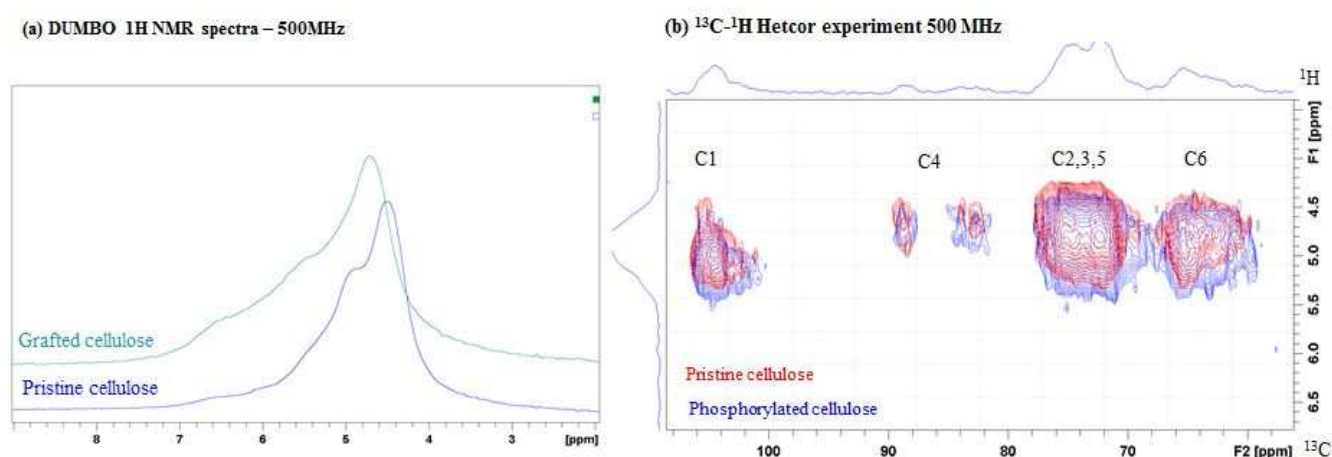 (a) DUMBO 1H NMR spectra – 500MHz
Grafted cellulose
Pristine cellulose
8 7 6 5 4 3 [ppm]
(b) ¹³C-¹H Hetcor experiment 500 MHz
¹H
C1 C4 C2,3,5 C6
F1 [ppm]
4.5
5.0
5.5
6.0
6.5
Pristine cellulose
Phosphorylated cellulose
100 90 80 70 F2 [ppm] ¹³C